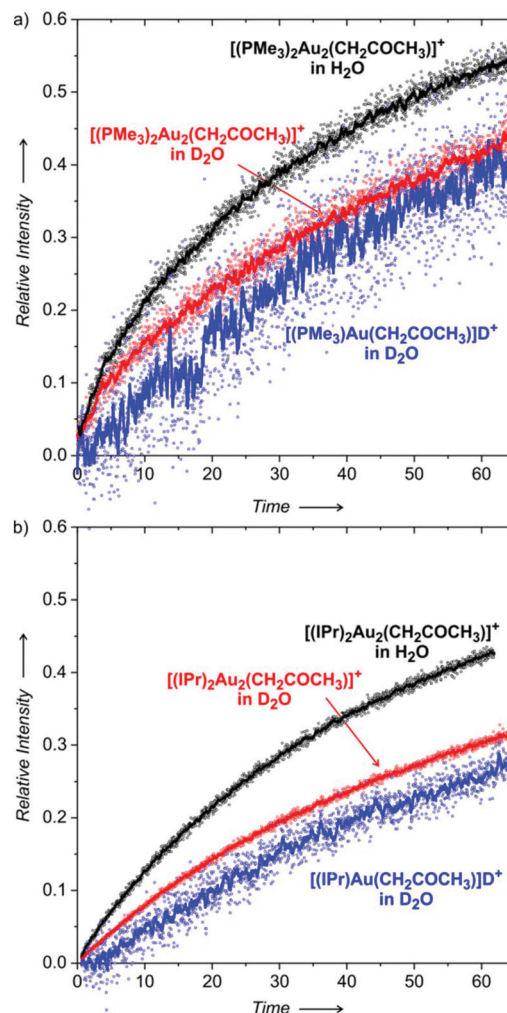 a)
0.6
0.5
0.4
0.3
0.2
0.1
0.0
Relative Intensity
[(PMe₃)₂Au₂(CH₂COCH₃)]⁺
in H₂O
[(PMe₃)₂Au₂(CH₂COCH₃)]⁺
in D₂O
[(PMe₃)Au(CH₂COCH₃)]D⁺
in D₂O
0 10 20 30 40 50 60
Time
b)
0.6
0.5
0.4
0.3
0.2
0.1
0.0
Relative Intensity
[(IPr)₂Au₂(CH₂COCH₃)]⁺
in H₂O
[(IPr)₂Au₂(CH₂COCH₃)]⁺
in D₂O
[(IPr)Au(CH₂COCH₃)]D⁺
in D₂O
0 10 20 30 40 50 60
Time